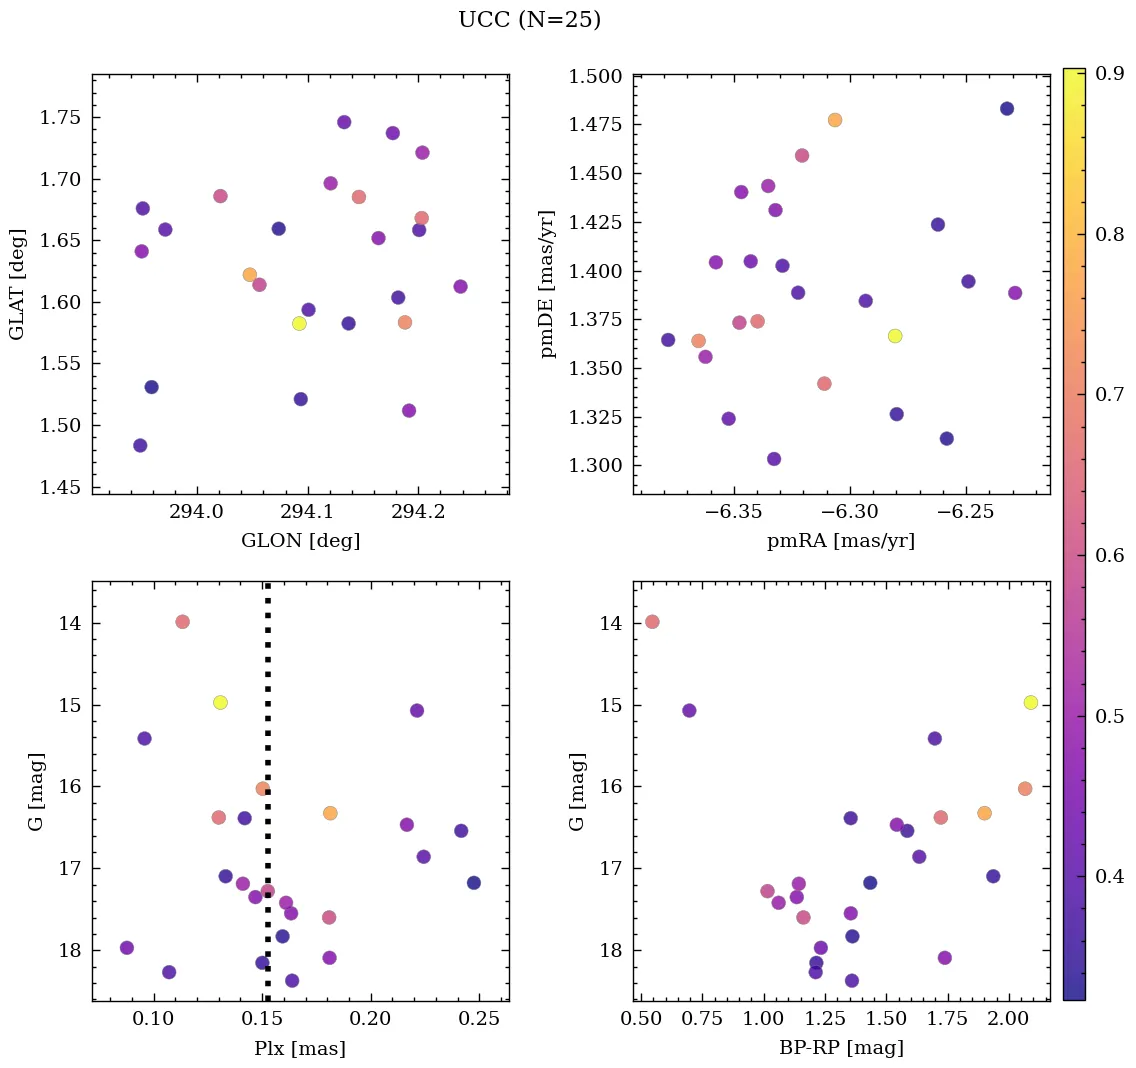 UCC (N=25)
1.75
1.70
1.65
1.60
1.55
1.50
1.45
GLAT [deg]
294.0 294.1 294.2
GLON [deg]
1.500
1.475
1.450
1.425
1.400
1.375
1.350
1.325
1.300
pmDE [mas/yr]
−6.35 −6.30 −6.25
pmRA [mas/yr]
0.9
0.8
0.7
0.6
0.5
0.4
14
15
16
17
18
G [mag]
0.10 0.15 0.20 0.25
Plx [mas]
14
15
16
17
18
G [mag]
0.50 0.75 1.00 1.25 1.50 1.75 2.00
BP-RP [mag]